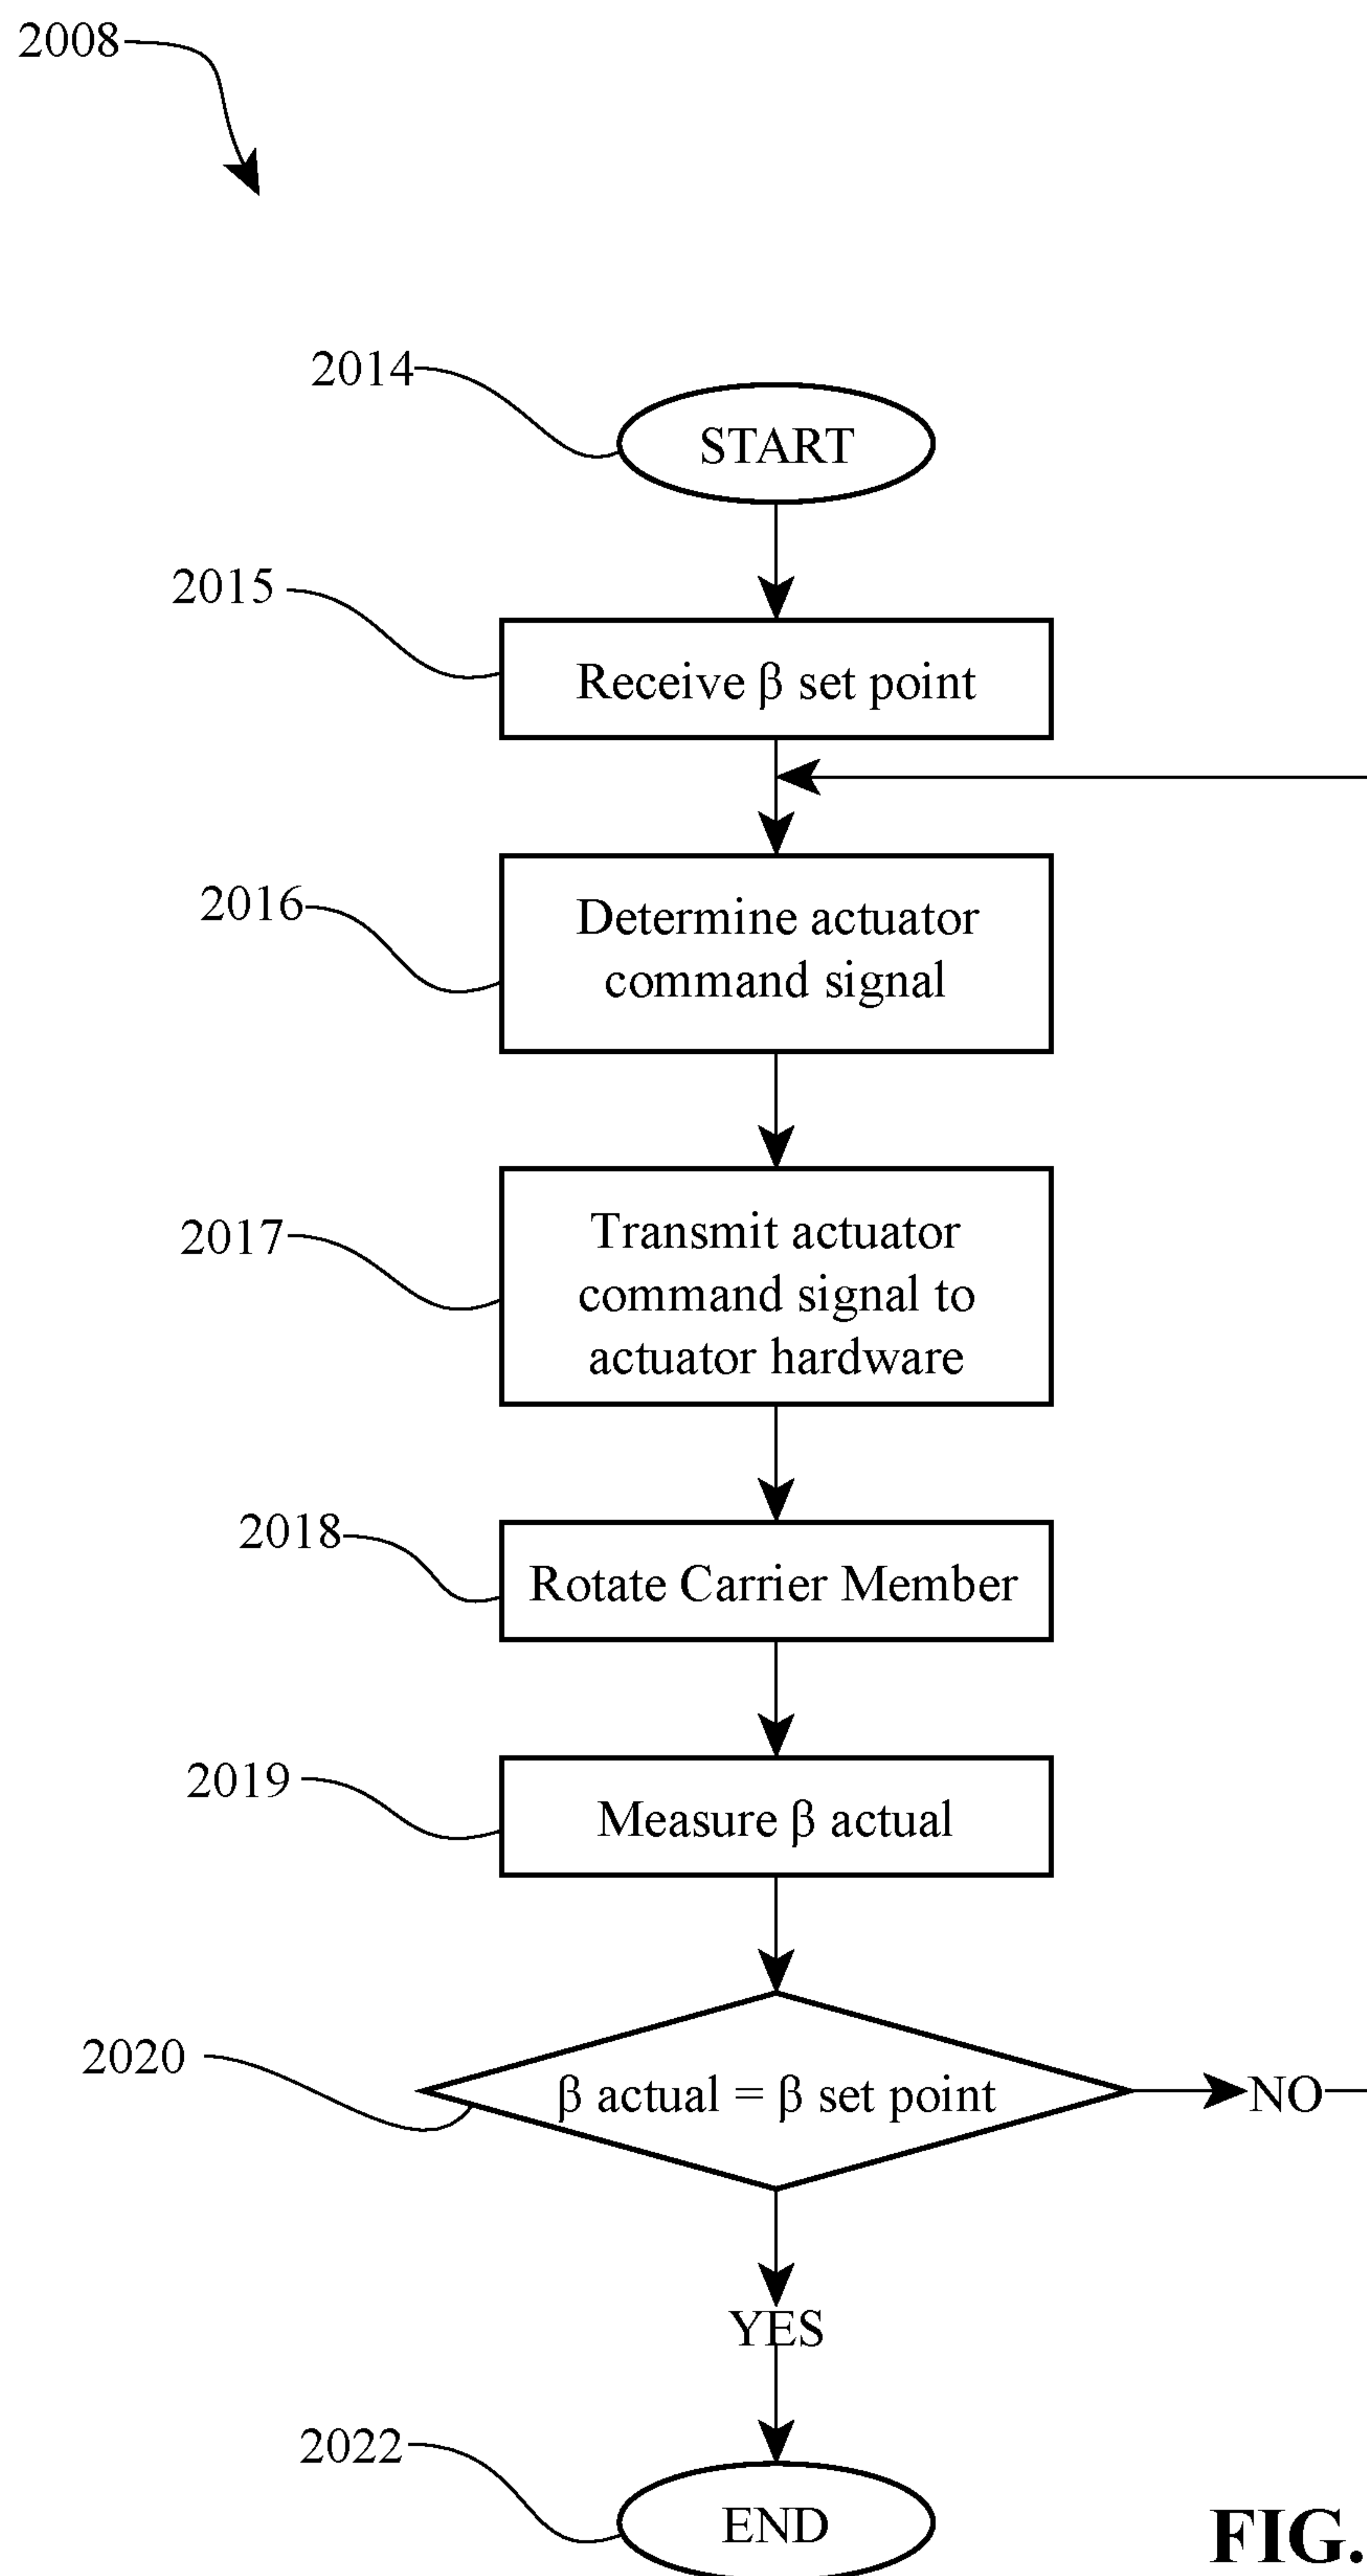 2008
2014
START
2015
Receive β set point
2016
Determine actuator
command signal
2017
Transmit actuator
command signal to
actuator hardware
2018
Rotate Carrier Member
2019
Measure β actual
2020
β actual = β set point
NO
YES
2022
END
FIG.